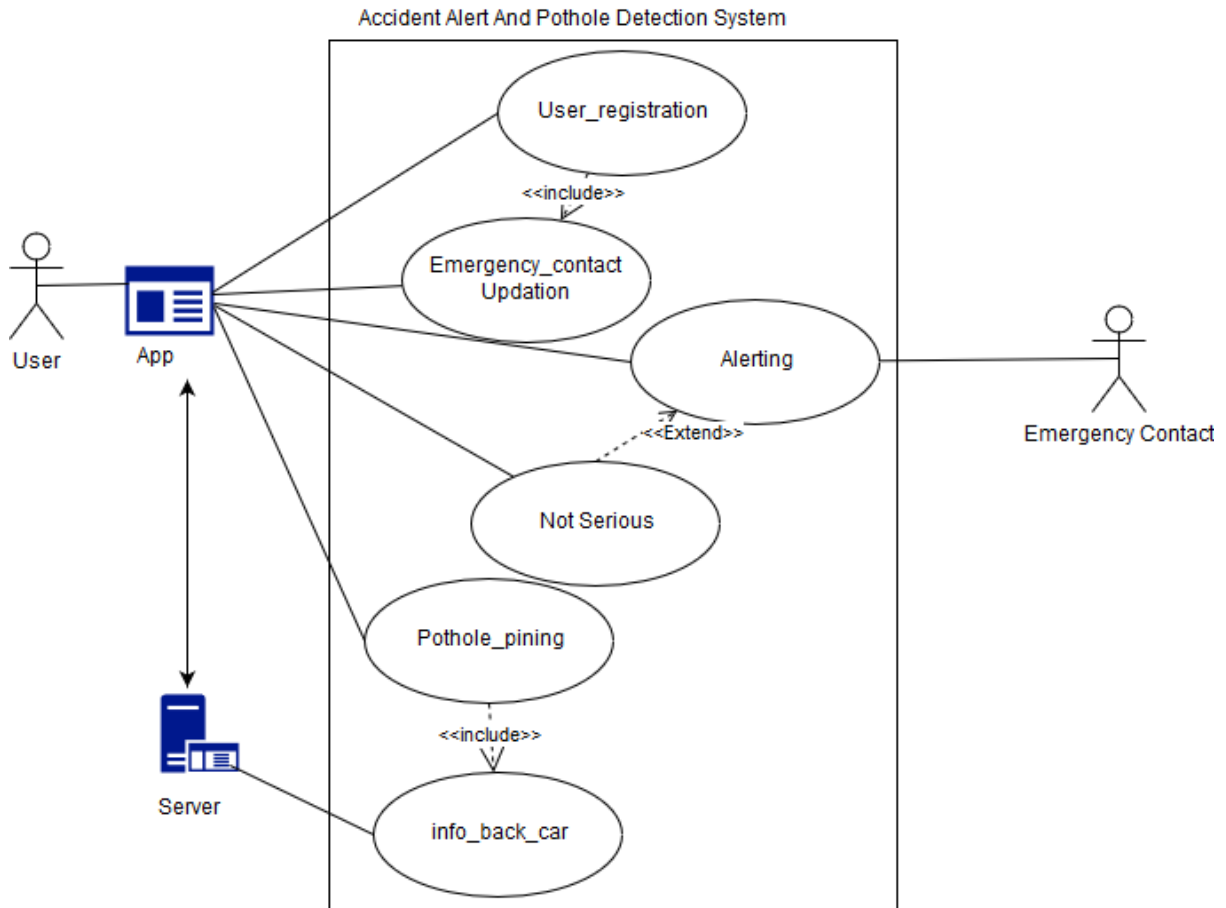 Accident Alert And Pothole Detection System
User_registration
<<include>>
Emergency_contact
Updation
User
App
Alerting
Emergency Contact
<<Extend>>
Not Serious
Pothole_pining
<<include>>
Server
info_back_car